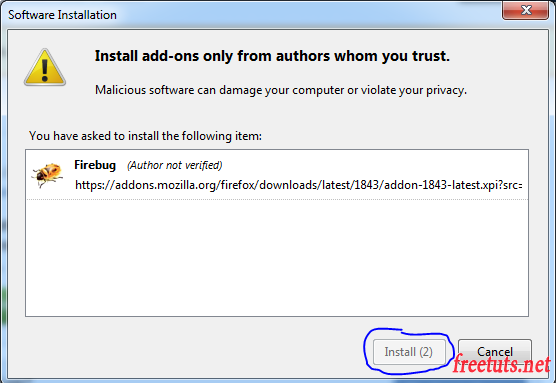 Software Installation
Install add-ons only from authors whom you trust.
Malicious software can damage your computer or violate your privacy.
You have asked to install the following item:
Firebug (Author not verified)
https://addons.mozilla.org/firefox/downloads/latest/1843/addon-1843-latest.xpi?src=
Install (2)
Cancel
freetuts.net